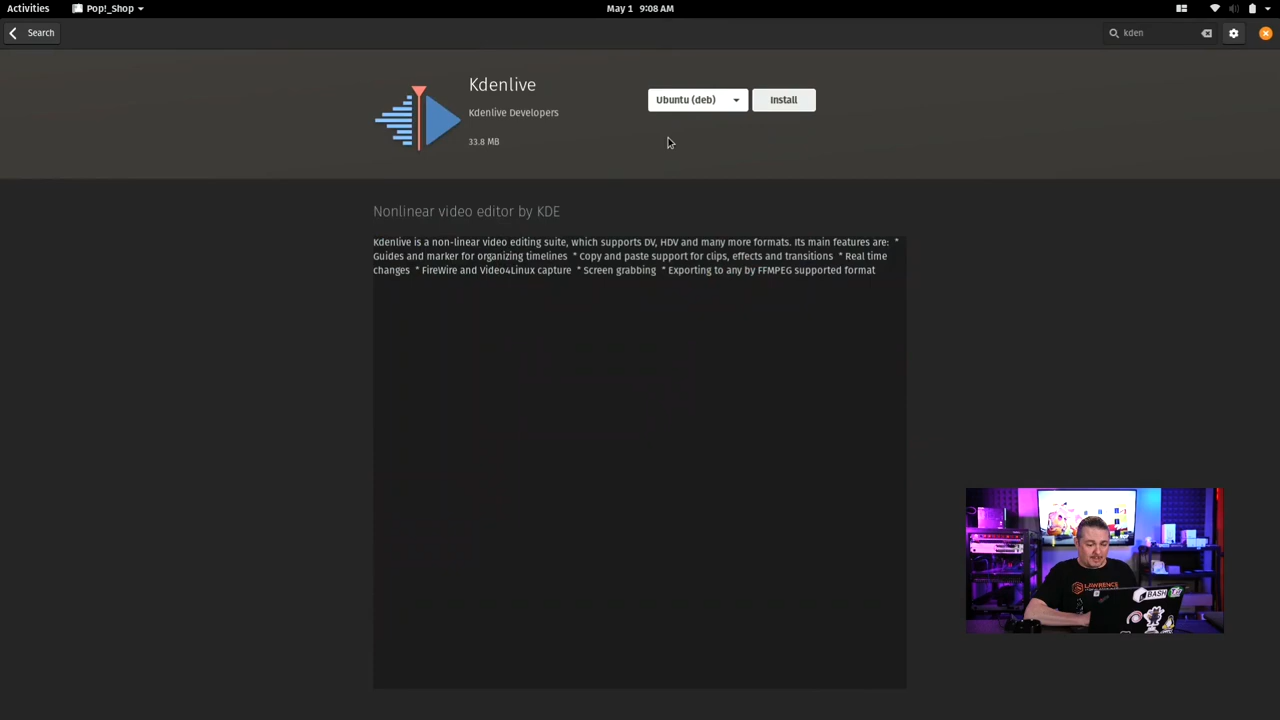 Activities
Pop!_Shop
May 1 9:08 AM
Search
kden
Kdenlive
Kdenlive Developers
33.8 MB
Ubuntu (deb)
Install
Nonlinear video editor by KDE
Kdenlive is a non-linear video editing suite, which supports DV, HDV and many more formats. Its main features are: *
Guides and marker for organizing timelines * Copy and paste support for clips, effects and transitions * Real time
changes * FireWire and Video4Linux capture * Screen grabbing * Exporting to any by FFMPEG supported format
LAWRENCE
BASH